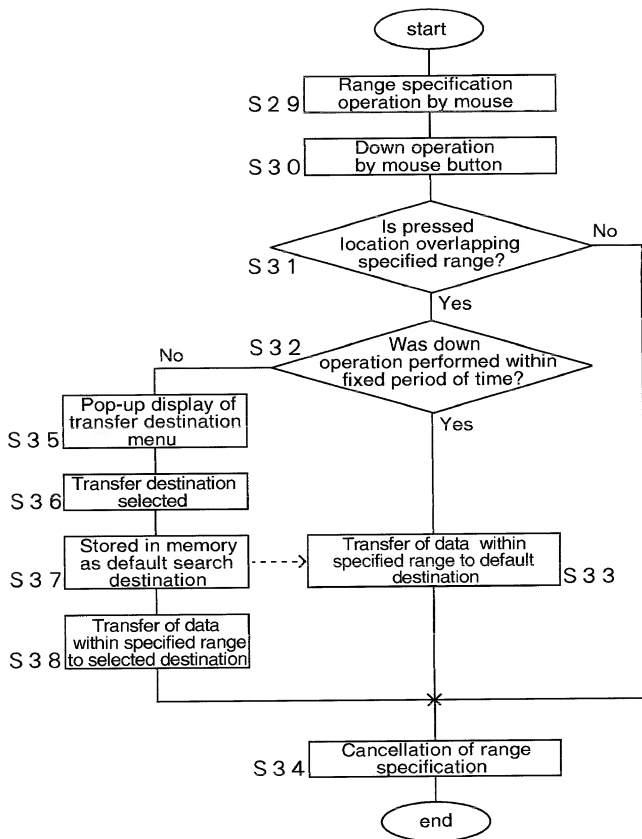 start
Range specification
operation by mouse
S29
Down operation
by mouse button
S30
Is pressed
location overlapping
specified range?
No
S31
Yes
S32
Was down
operation performed within
fixed period of time?
No
Yes
Pop-up display of
transfer destination
menu
S35
Transfer destination
selected
S36
Stored in memory
as default search
destination
S37
Transfer of data within
specified range to default
destination
S33
Transfer of data
within specified range
to selected destination
S38
Cancellation of range
specification
S34
end